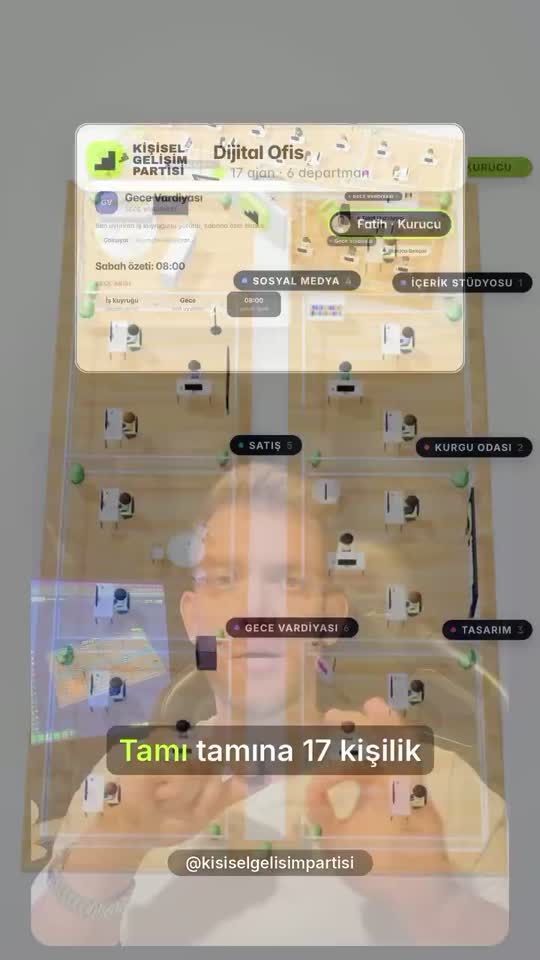 KİŞİSEL
GELİŞİM
PARTİSİ
Dijital Ofis
17 ajan · 6 departman
KURUCU
Gece Vardiyası
Fatih · Kurucu
Sabah özeti: 08:00
SOSYAL MEDYA 4
İÇERİK STÜDYOSU 1
İş Kuyruğu
Gece
08:00
SATIŞ 5
KURGU ODASI 2
GECE VARDİYASI 6
TASARIM 3
Tamı tamına 17 kişilik
@kisiselgelisimpartisi